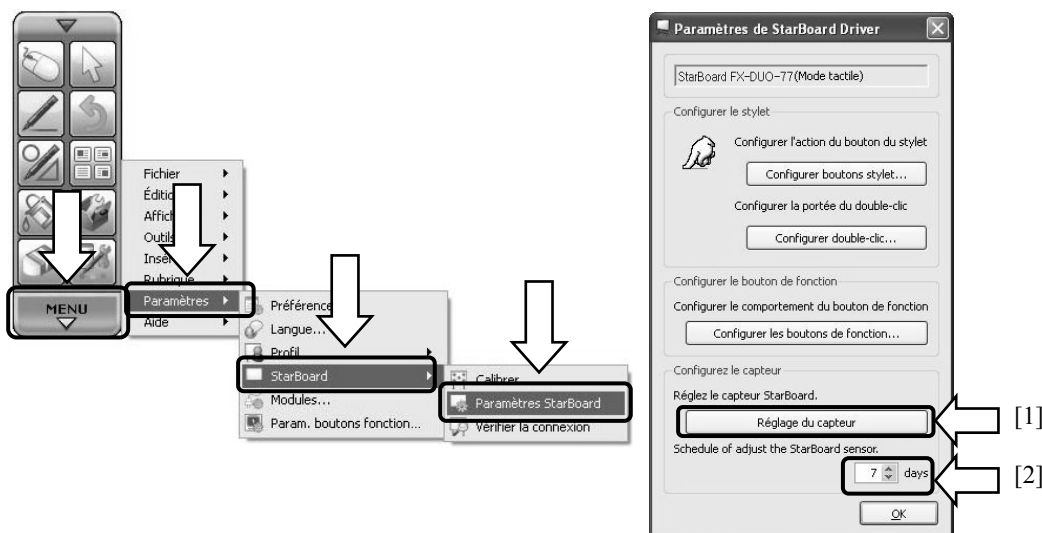 MENU
Fichier
Outils
Rubrique
Paramètres
Aide
Langue...
Profil
StarBoard
Modules...
Param. boutons fonction...
Calibrer
Paramètres StarBoard
Vérifier la connexion
Paramètres de StarBoard Driver
StarBoard FX-DUO-77(Mode tactile)
Configurer le stylet
Configurer l'action du bouton du stylet
Configurer boutons stylet...
Configurer la portée du double-clic
Configurer double-clic...
Configurer le bouton de fonction
Configurer le comportement du bouton de fonction
Configurer les boutons de fonction...
Configurez le capteur
Réglez le capteur StarBoard.
Réglage du capteur
[1]
Schedule of adjust the StarBoard sensor.
7 days
[2]
OK